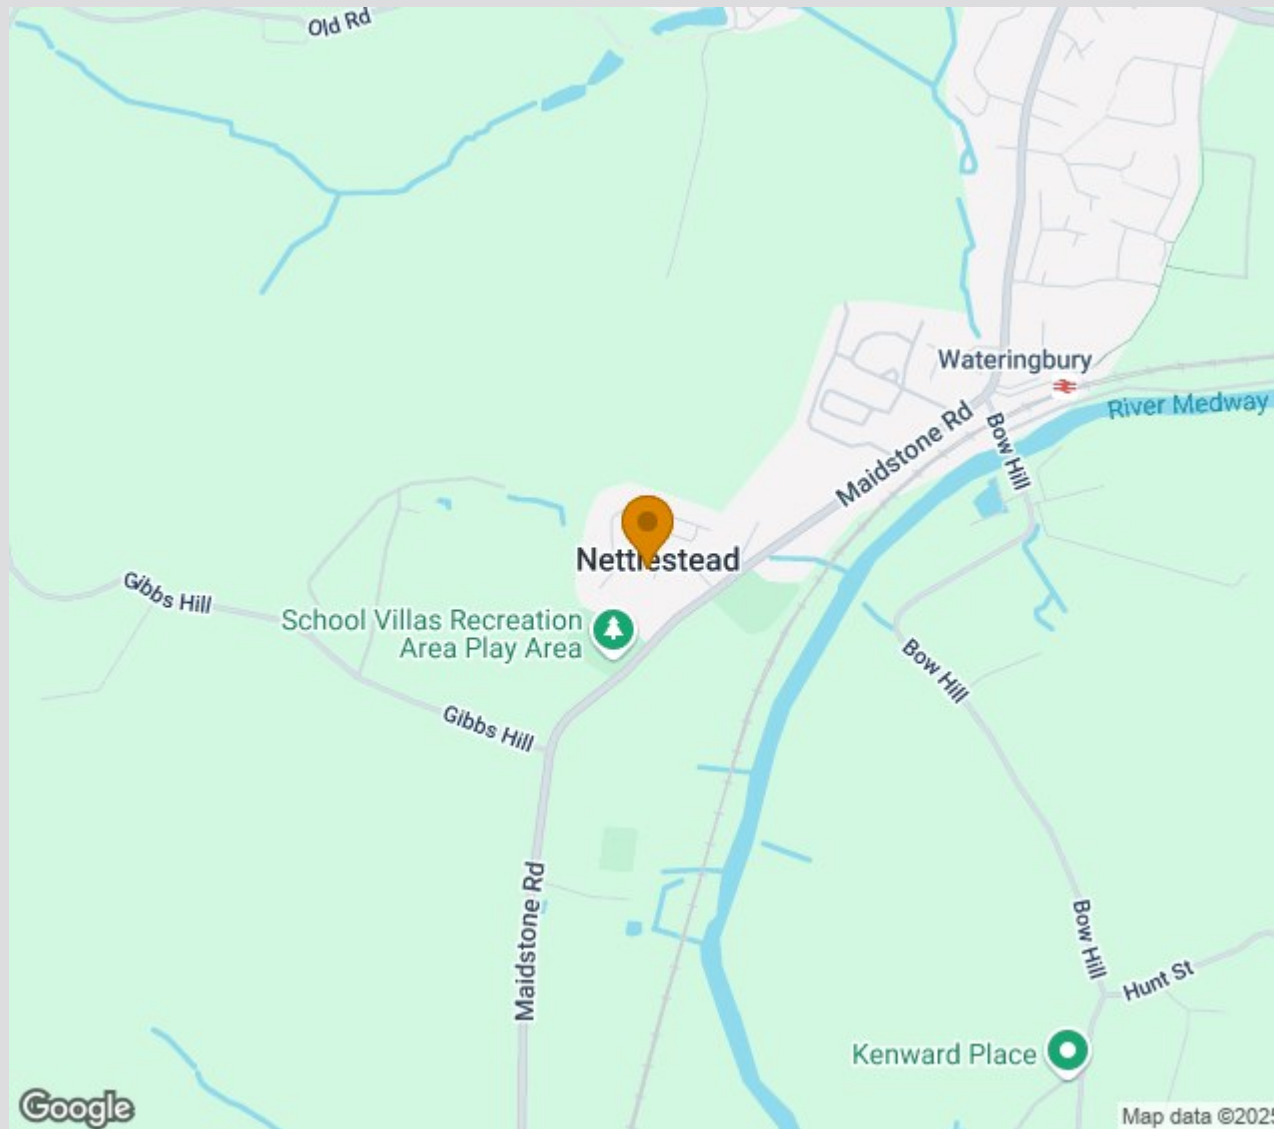 Old Rd
Wateringbury
River Medway
Maidstone Rd
Bow Hill
Nettlestead
Gibbs Hill
School Villas Recreation
Area Play Area
Bow Hill
Gibbs Hill
Maidstone Rd
Bow Hill
Hunt St
Kenward Place
Google
Map data ©2025